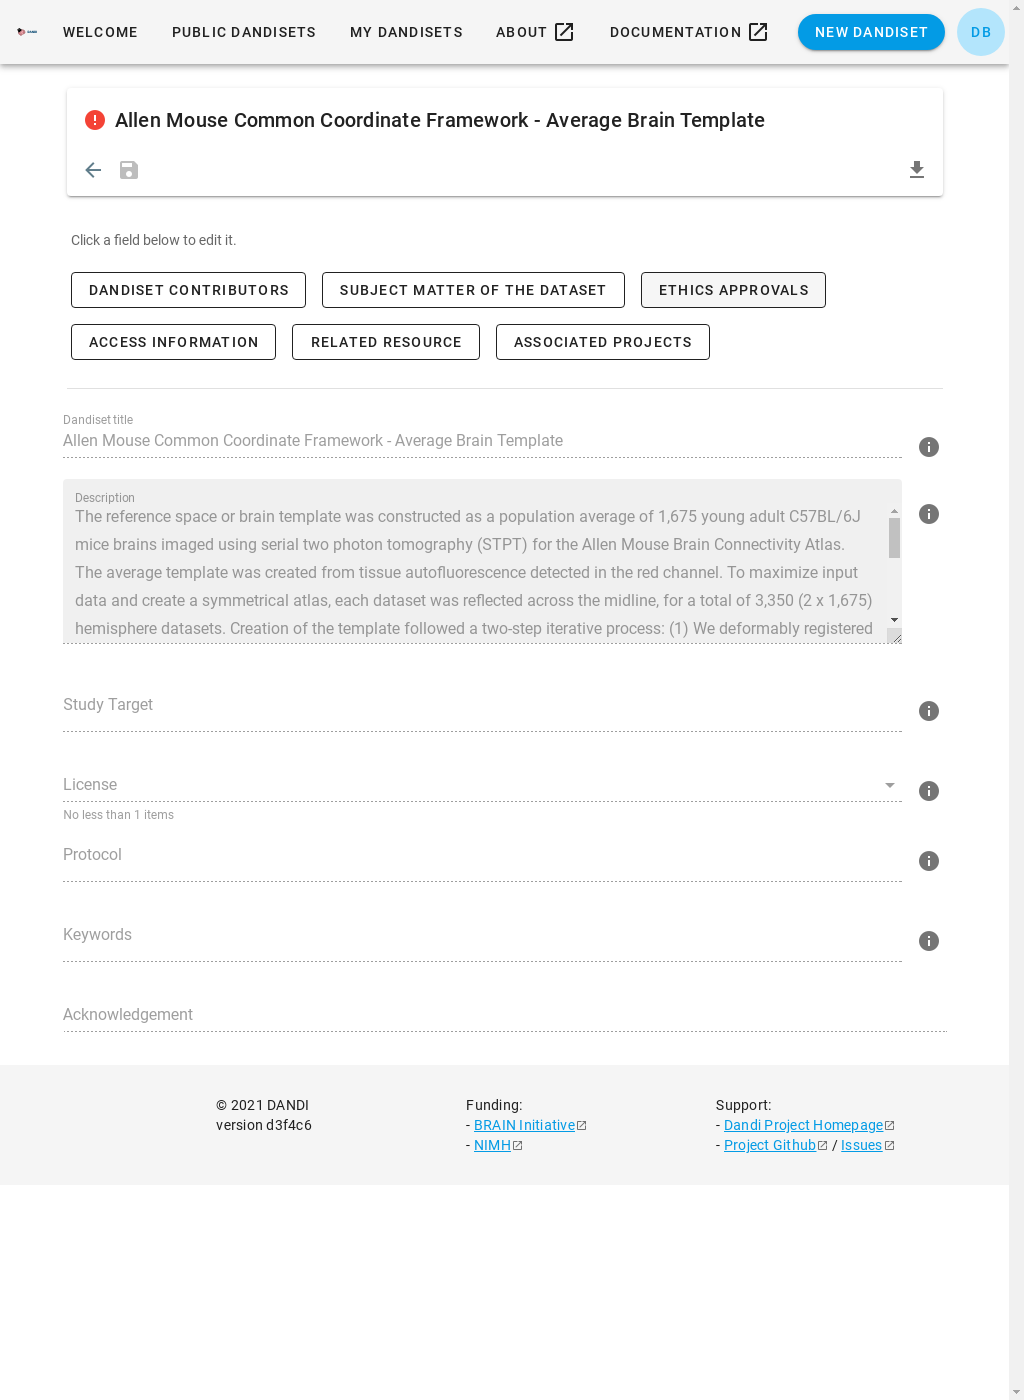 WELCOME PUBLIC DANDISETS MY DANDISETS ABOUT DOCUMENTATION NEW DANDISET DB
Allen Mouse Common Coordinate Framework - Average Brain Template
Click a field below to edit it.
DANDISET CONTRIBUTORS SUBJECT MATTER OF THE DATASET ETHICS APPROVALS
ACCESS INFORMATION RELATED RESOURCE ASSOCIATED PROJECTS
Dandiset title
Allen Mouse Common Coordinate Framework - Average Brain Template
Description
The reference space or brain template was constructed as a population average of 1,675 young adult C57BL/6J
mice brains imaged using serial two photon tomography (STPT) for the Allen Mouse Brain Connectivity Atlas.
The average template was created from tissue autofluorescence detected in the red channel. To maximize input
data and create a symmetrical atlas, each dataset was reflected across the midline, for a total of 3,350 (2 x 1,675)
hemisphere datasets. Creation of the template followed a two-step iterative process: (1) We deformably registered
Study Target
License
No less than 1 items
Protocol
Keywords
Acknowledgement
© 2021 DANDI
version d3f4c6
Funding:
- BRAIN Initiative
- NIMH
Support:
- Dandi Project Homepage
- Project Github / Issues